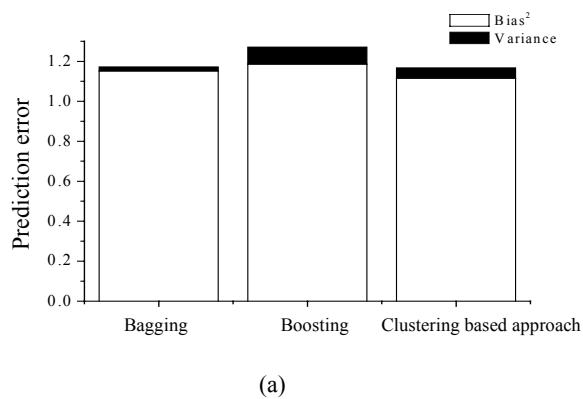 Bias²
Variance
Prediction error
1.2
1.0
0.8
0.6
0.4
0.2
0.0
Bagging
Boosting
Clustering based approach
(a)